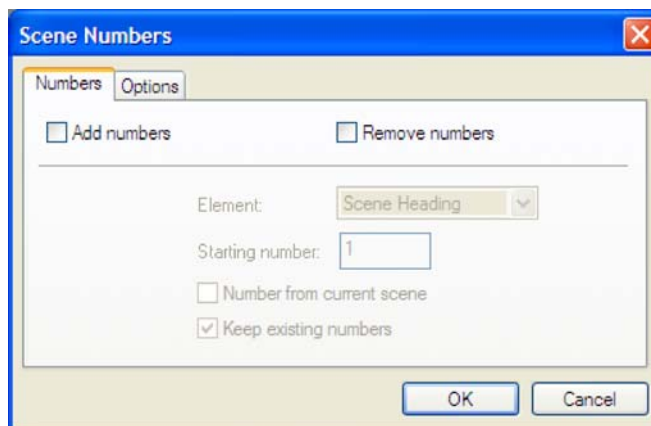 Scene Numbers
Numbers Options
Add numbers Remove numbers
Element: Scene Heading
Starting number: 1
Number from current scene
Keep existing numbers
OK Cancel